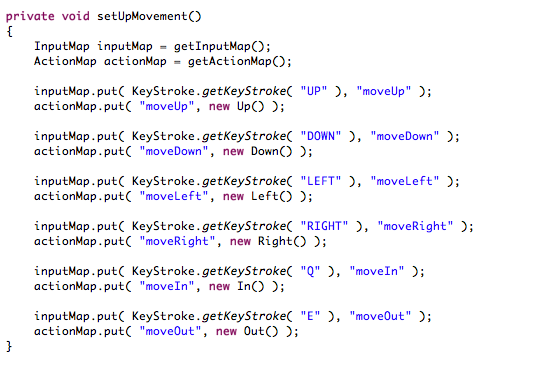 private void setUpMovement()
{
    InputMap inputMap = getInputMap();
    ActionMap actionMap = getActionMap();

    inputMap.put( KeyStroke.getKeyStroke( "UP" ), "moveUp" );
    actionMap.put( "moveUp", new Up() );

    inputMap.put( KeyStroke.getKeyStroke( "DOWN" ), "moveDown" );
    actionMap.put( "moveDown", new Down() );

    inputMap.put( KeyStroke.getKeyStroke( "LEFT" ), "moveLeft" );
    actionMap.put( "moveLeft", new Left() );

    inputMap.put( KeyStroke.getKeyStroke( "RIGHT" ), "moveRight" );
    actionMap.put( "moveRight", new Right() );

    inputMap.put( KeyStroke.getKeyStroke( "Q" ), "moveIn" );
    actionMap.put( "moveIn", new In() );

    inputMap.put( KeyStroke.getKeyStroke( "E" ), "moveOut" );
    actionMap.put( "moveOut", new Out() );
}